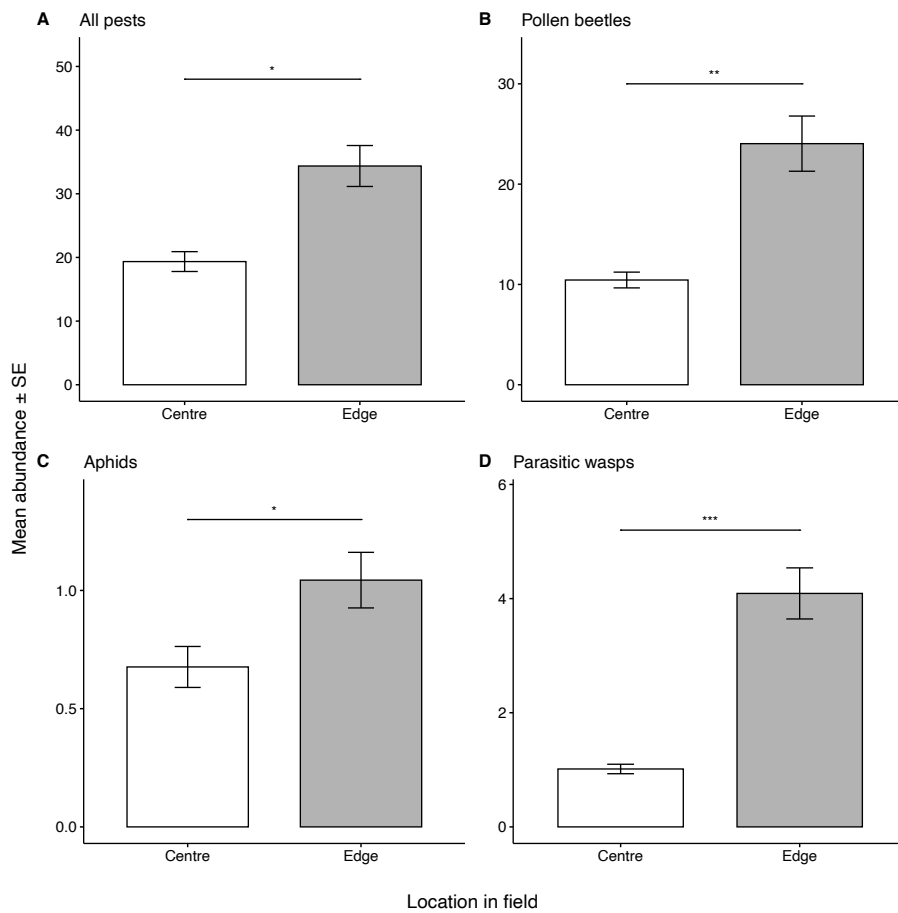 A All pests
*
50
40
30
20
10
0
Centre Edge
B Pollen beetles
**
30
20
10
0
Centre Edge
Mean abundance ± SE
C Aphids
*
1.0
0.5
0.0
Centre Edge
D Parasitic wasps
6
***
4
2
0
Centre Edge
Location in field